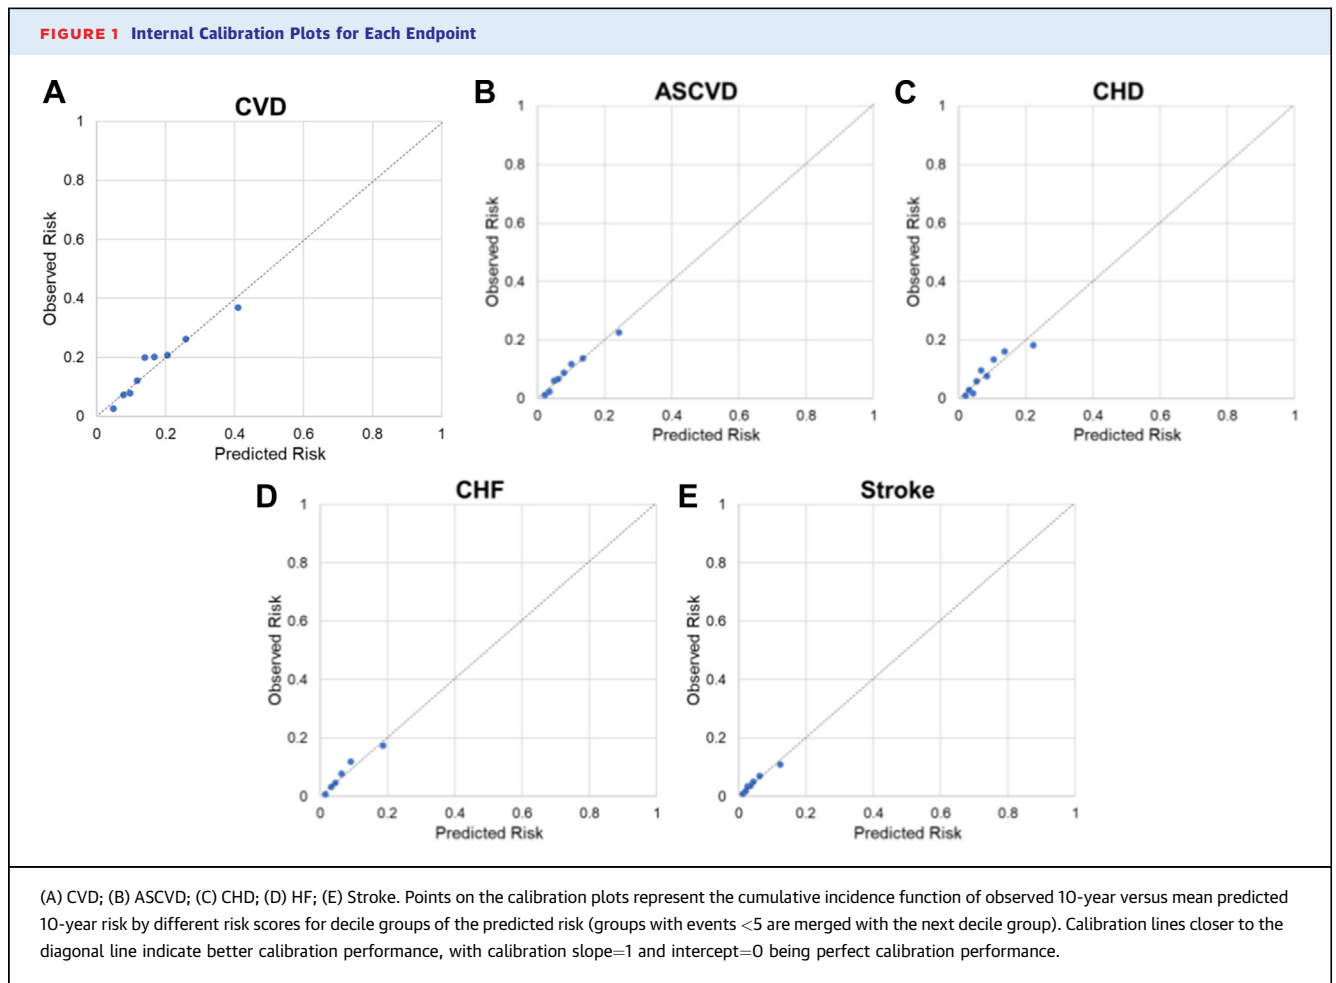 FIGURE 1 Internal Calibration Plots for Each Endpoint
A
CVD
1
0.8
0.6
0.4
0.2
0
0 0.2 0.4 0.6 0.8 1
Observed Risk
Predicted Risk
B
ASCVD
1
0.8
0.6
0.4
0.2
0
0 0.2 0.4 0.6 0.8 1
Observed Risk
Predicted Risk
C
CHD
1
0.8
0.6
0.4
0.2
0
0 0.2 0.4 0.6 0.8 1
Observed Risk
Predicted Risk
D
CHF
1
0.8
0.6
0.4
0.2
0
0 0.2 0.4 0.6 0.8 1
Observed Risk
Predicted Risk
E
Stroke
1
0.8
0.6
0.4
0.2
0
0 0.2 0.4 0.6 0.8 1
Observed Risk
Predicted Risk
(A) CVD; (B) ASCVD; (C) CHD; (D) HF; (E) Stroke. Points on the calibration plots represent the cumulative incidence function of observed 10-year versus mean predicted
10-year risk by different risk scores for decile groups of the predicted risk (groups with events <5 are merged with the next decile group). Calibration lines closer to the
diagonal line indicate better calibration performance, with calibration slope=1 and intercept=0 being perfect calibration performance.